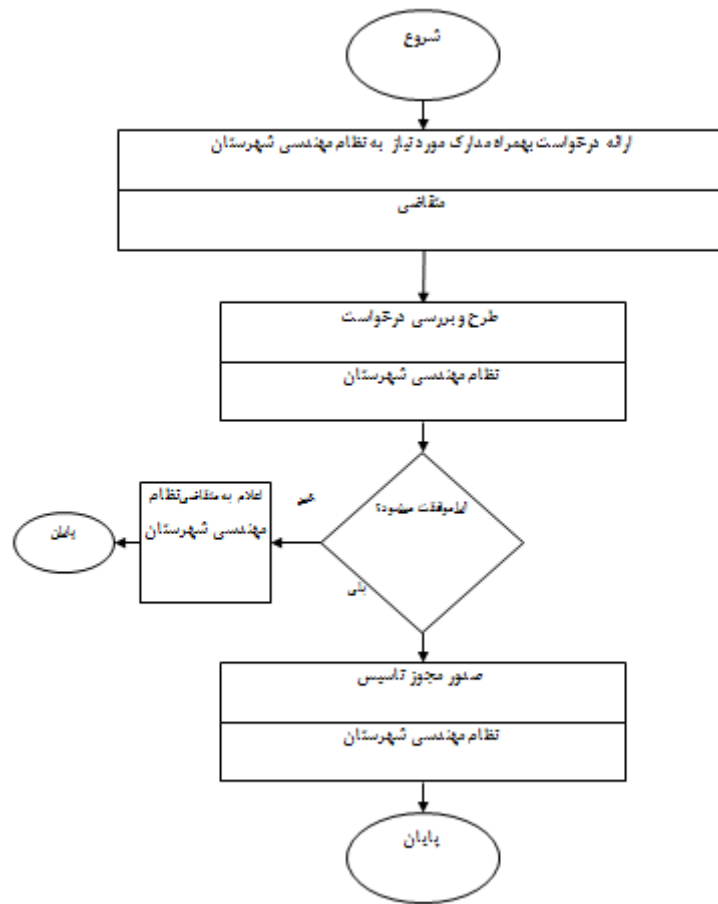 شروع
ارائه درخواست بهمراه مدارک مورد نیاز به نظام مهندسی شهرستان
متقاضی
طرح و بررسی درخواست
نظام مهندسی شهرستان
ایا موافقت میشود؟
خیر
اعلام به متقاضی نظام
مهندسی شهرستان
پایان
بلی
صدور مجوز تاسیس
نظام مهندسی شهرستان
پایان